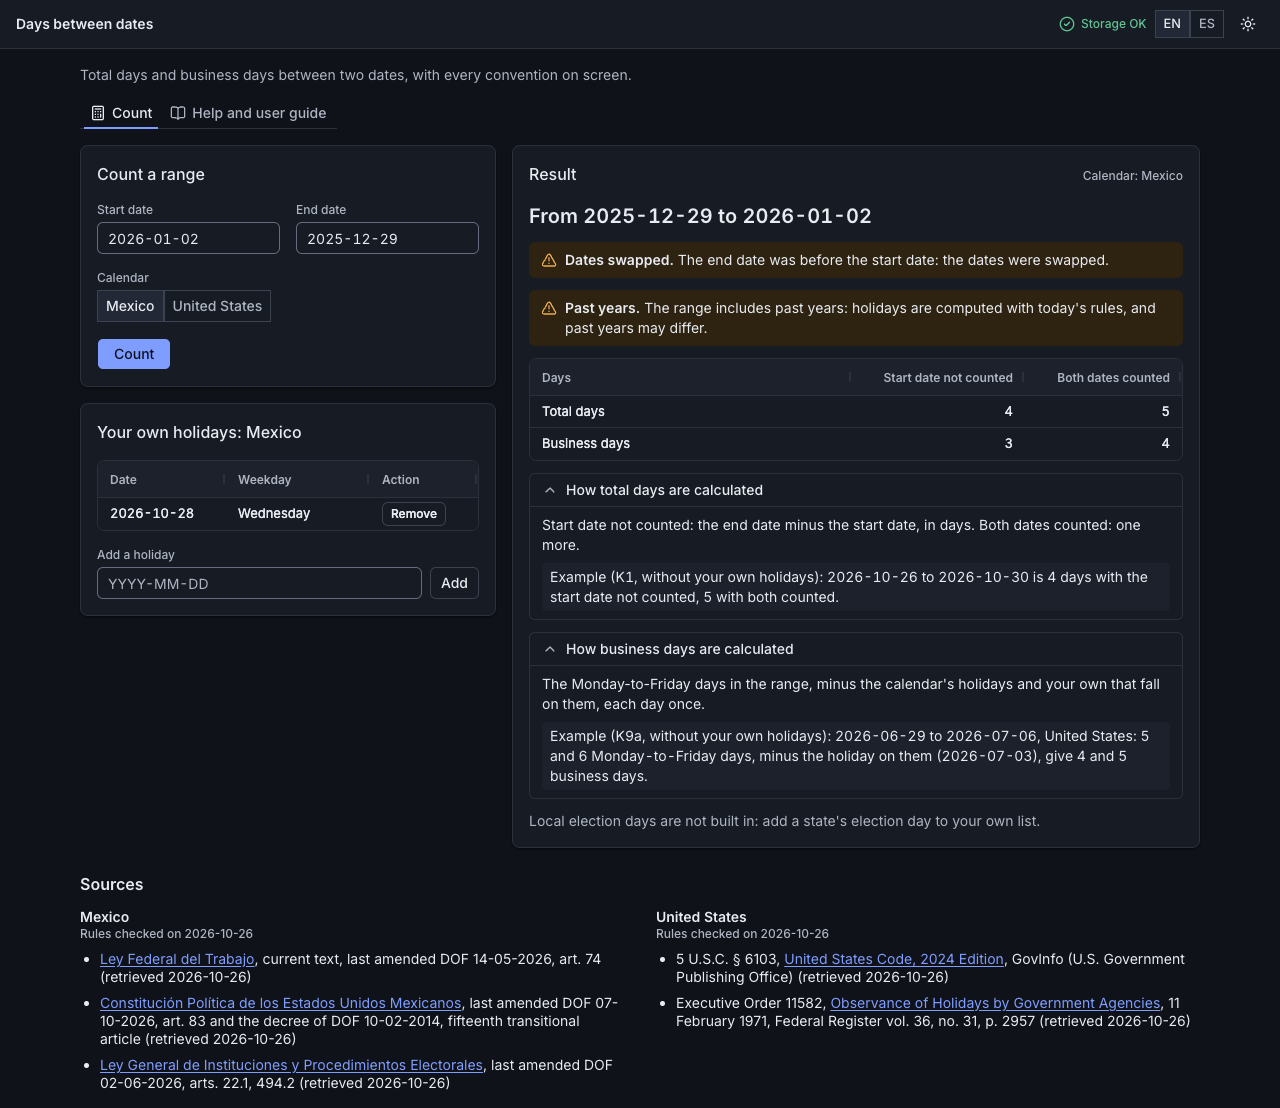 Days between dates
Storage OK
EN
ES
Total days and business days between two dates, with every convention on screen.
Count
Help and user guide
Count a range
Start date
End date
2026-01-02
2025-12-29
Calendar
Mexico
United States
Count
Your own holidays: Mexico
Date
Weekday
Action
2026-10-28
Wednesday
Remove
Add a holiday
YYYY-MM-DD
Add
Result
Calendar: Mexico
From 2025-12-29 to 2026-01-02
Dates swapped. The end date was before the start date: the dates were swapped.
Past years. The range includes past years: holidays are computed with today's rules, and
past years may differ.
Days
Start date not counted
Both dates counted
Total days
4
5
Business days
3
4
How total days are calculated
Start date not counted: the end date minus the start date, in days. Both dates counted: one
more.
Example (K1, without your own holidays): 2026-10-26 to 2026-10-30 is 4 days with the
start date not counted, 5 with both counted.
How business days are calculated
The Monday-to-Friday days in the range, minus the calendar's holidays and your own that fall
on them, each day once.
Example (K9a, without your own holidays): 2026-06-29 to 2026-07-06, United States: 5
and 6 Monday-to-Friday days, minus the holiday on them (2026-07-03), give 4 and 5
business days.
Local election days are not built in: add a state's election day to your own list.
Sources
Mexico
Rules checked on 2026-10-26
Ley Federal del Trabajo, current text, last amended DOF 14-05-2026, art. 74
(retrieved 2026-10-26)
Constitución Política de los Estados Unidos Mexicanos, last amended DOF 07-
10-2026, art. 83 and the decree of DOF 10-02-2014, fifteenth transitional
article (retrieved 2026-10-26)
Ley General de Instituciones y Procedimientos Electorales, last amended DOF
02-06-2026, arts. 22.1, 494.2 (retrieved 2026-10-26)
United States
Rules checked on 2026-10-26
5 U.S.C. § 6103, United States Code, 2024 Edition, GovInfo (U.S. Government
Publishing Office) (retrieved 2026-10-26)
Executive Order 11582, Observance of Holidays by Government Agencies, 11
February 1971, Federal Register vol. 36, no. 31, p. 2957 (retrieved 2026-10-26)